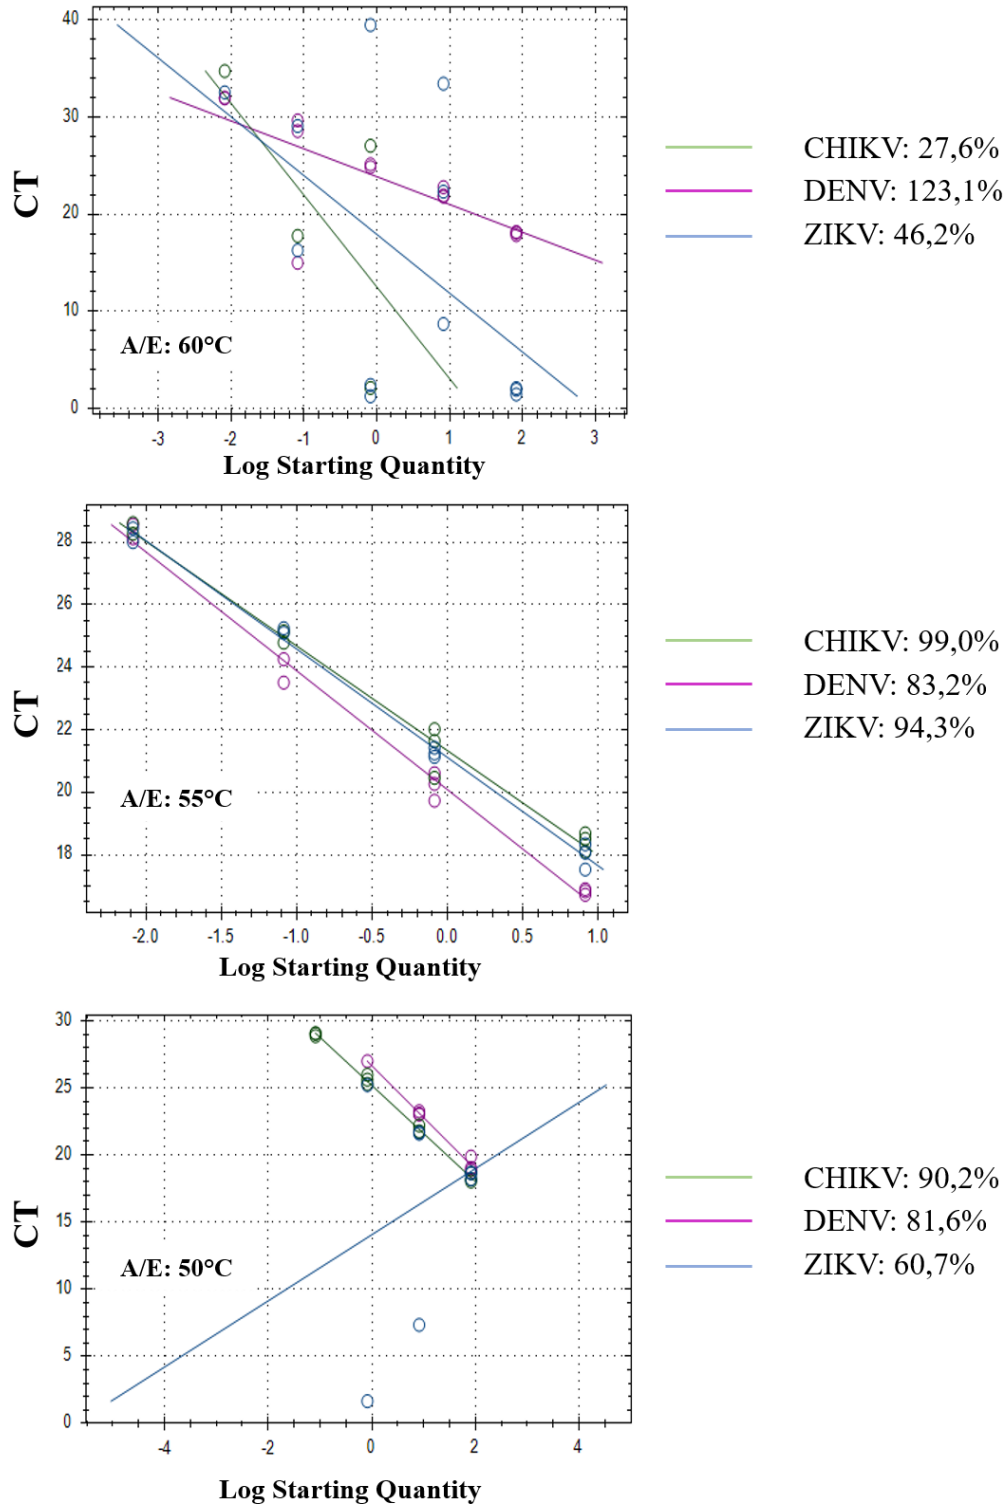 40
30
20
10
0
CT
A/E: 60°C
-3 -2 -1 0 1 2 3
Log Starting Quantity
CHIKV: 27,6%
DENV: 123,1%
ZIKV: 46,2%
28
26
24
22
20
18
CT
A/E: 55°C
-2.0 -1.5 -1.0 -0.5 0.0 0.5 1.0
Log Starting Quantity
CHIKV: 99,0%
DENV: 83,2%
ZIKV: 94,3%
30
25
20
15
10
5
0
CT
A/E: 50°C
-4 -2 0 2 4
Log Starting Quantity
CHIKV: 90,2%
DENV: 81,6%
ZIKV: 60,7%